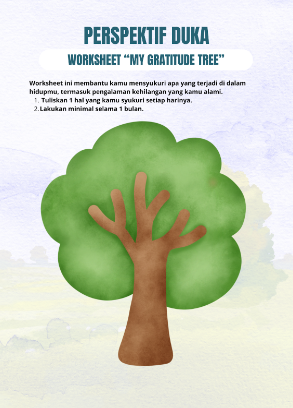 PERSPEKTIF DUKA
WORKSHEET “MY GRATITUDE TREE”
Worksheet ini membantu kamu mensyukuri apa yang terjadi di dalam
hidupmu, termasuk pengalaman kehilangan yang kamu alami.
1. Tuliskan 1 hal yang kamu syukuri setiap harinya.
2.Lakukan minimal selama 1 bulan.